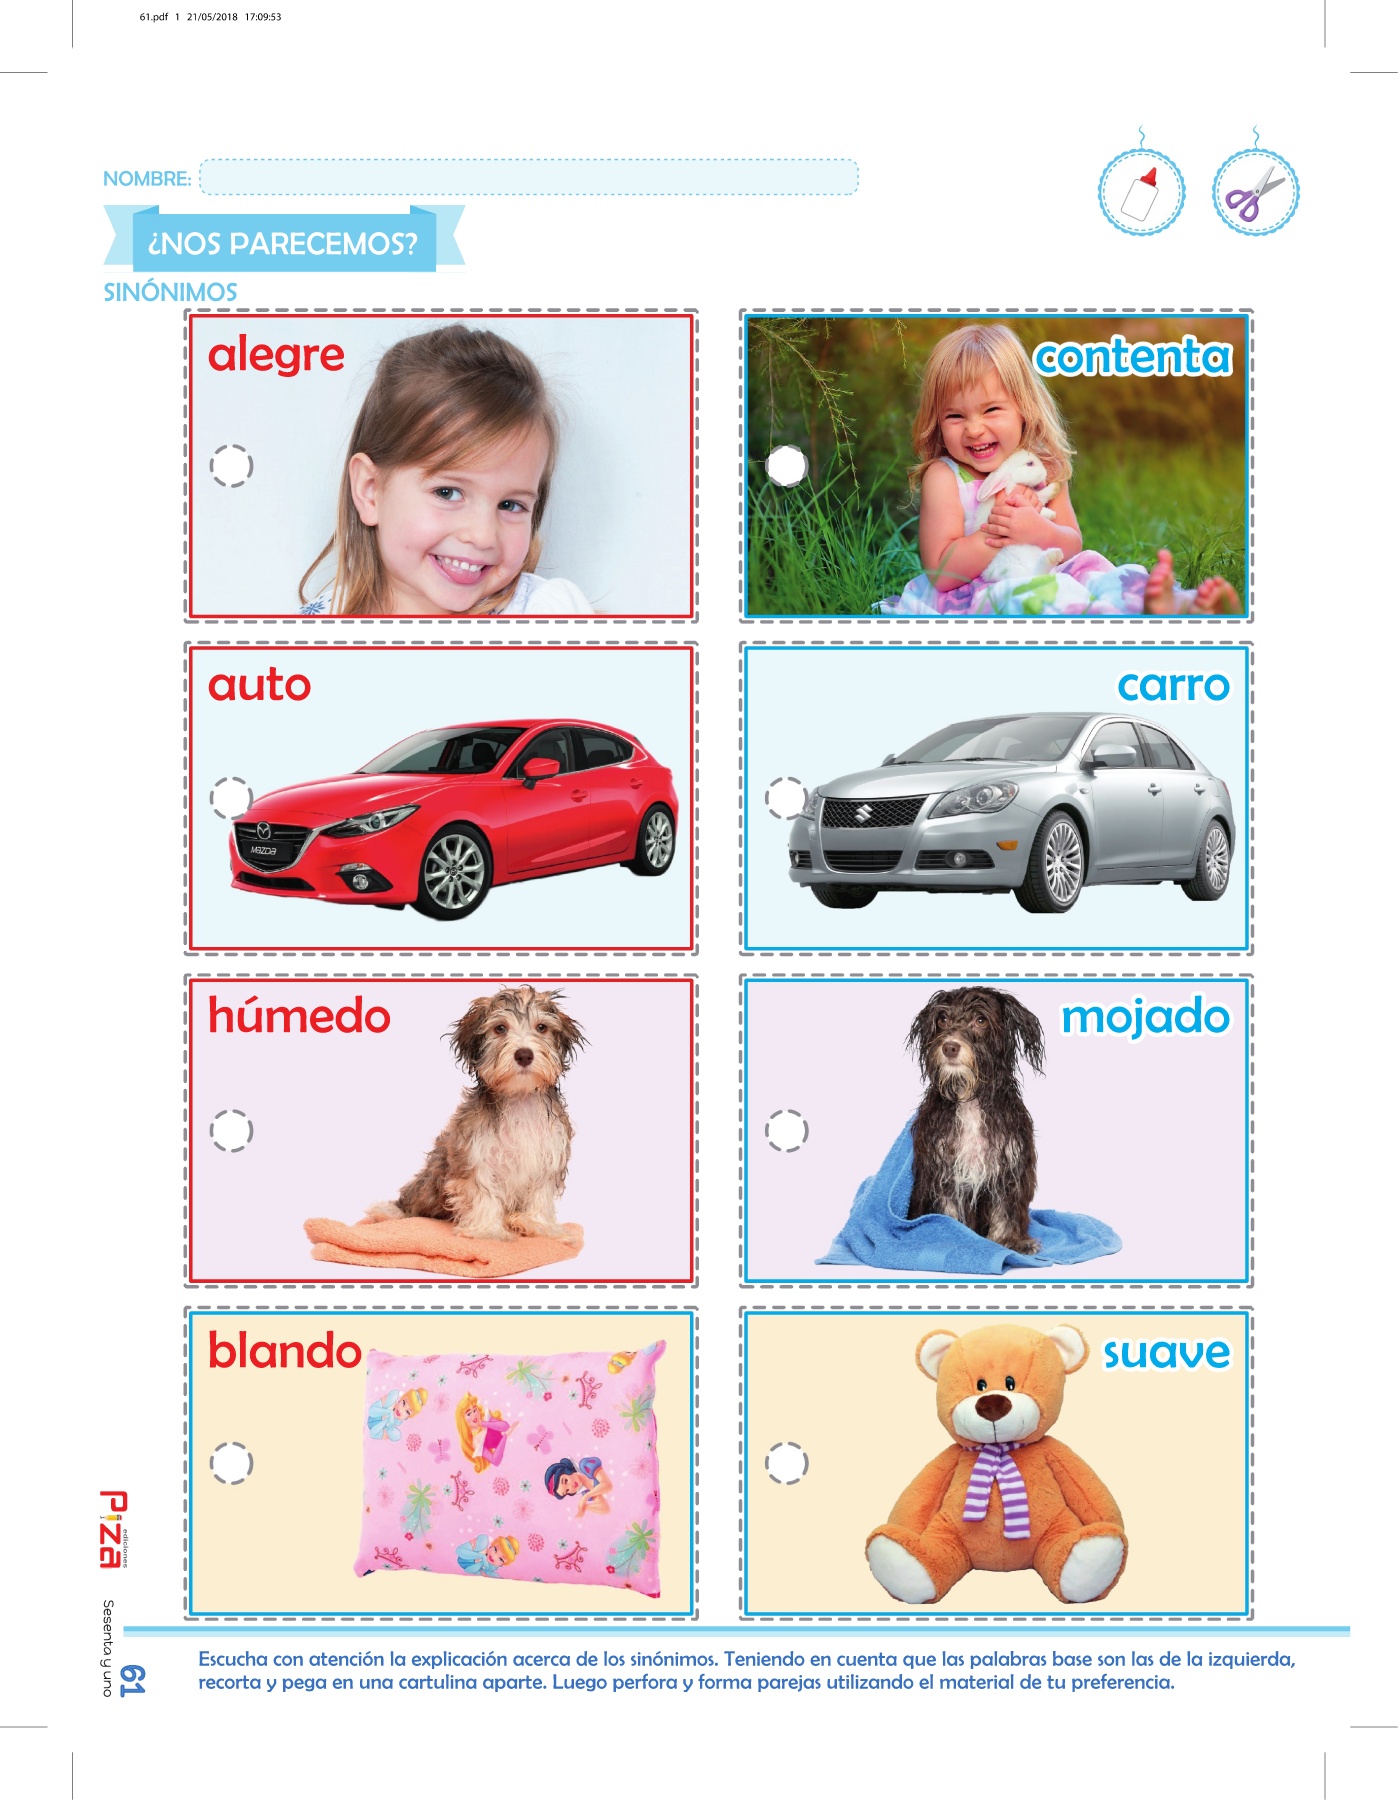 61.pdf 1 21/05/2018 17:09:53
NOMBRE:
¿NOS PARECEMOS?
SINÓNIMOS
alegre
contenta
auto
carro
MAZDA
húmedo
mojado
blando
suave
Piza
ediciones
Sesenta y uno
61
Escucha con atención la explicación acerca de los sinónimos. Teniendo en cuenta que las palabras base son las de la izquierda,
recorta y pega en una cartulina aparte. Luego perfora y forma parejas utilizando el material de tu preferencia.